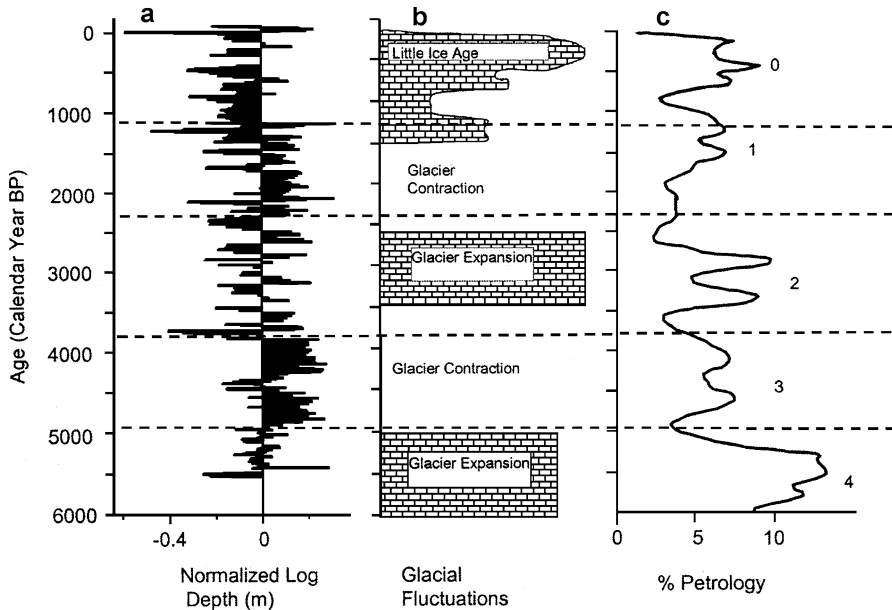 a
b
c
0
1000
2000
3000
4000
5000
6000
Age (Calendar Year BP)
-0.4
0
Normalized Log
Depth (m)
Little Ice Age
Glacier
Contraction
Glacier Expansion
Glacier Contraction
Glacier Expansion
Glacial
Fluctuations
0
1
2
3
4
0
5
10
% Petrology